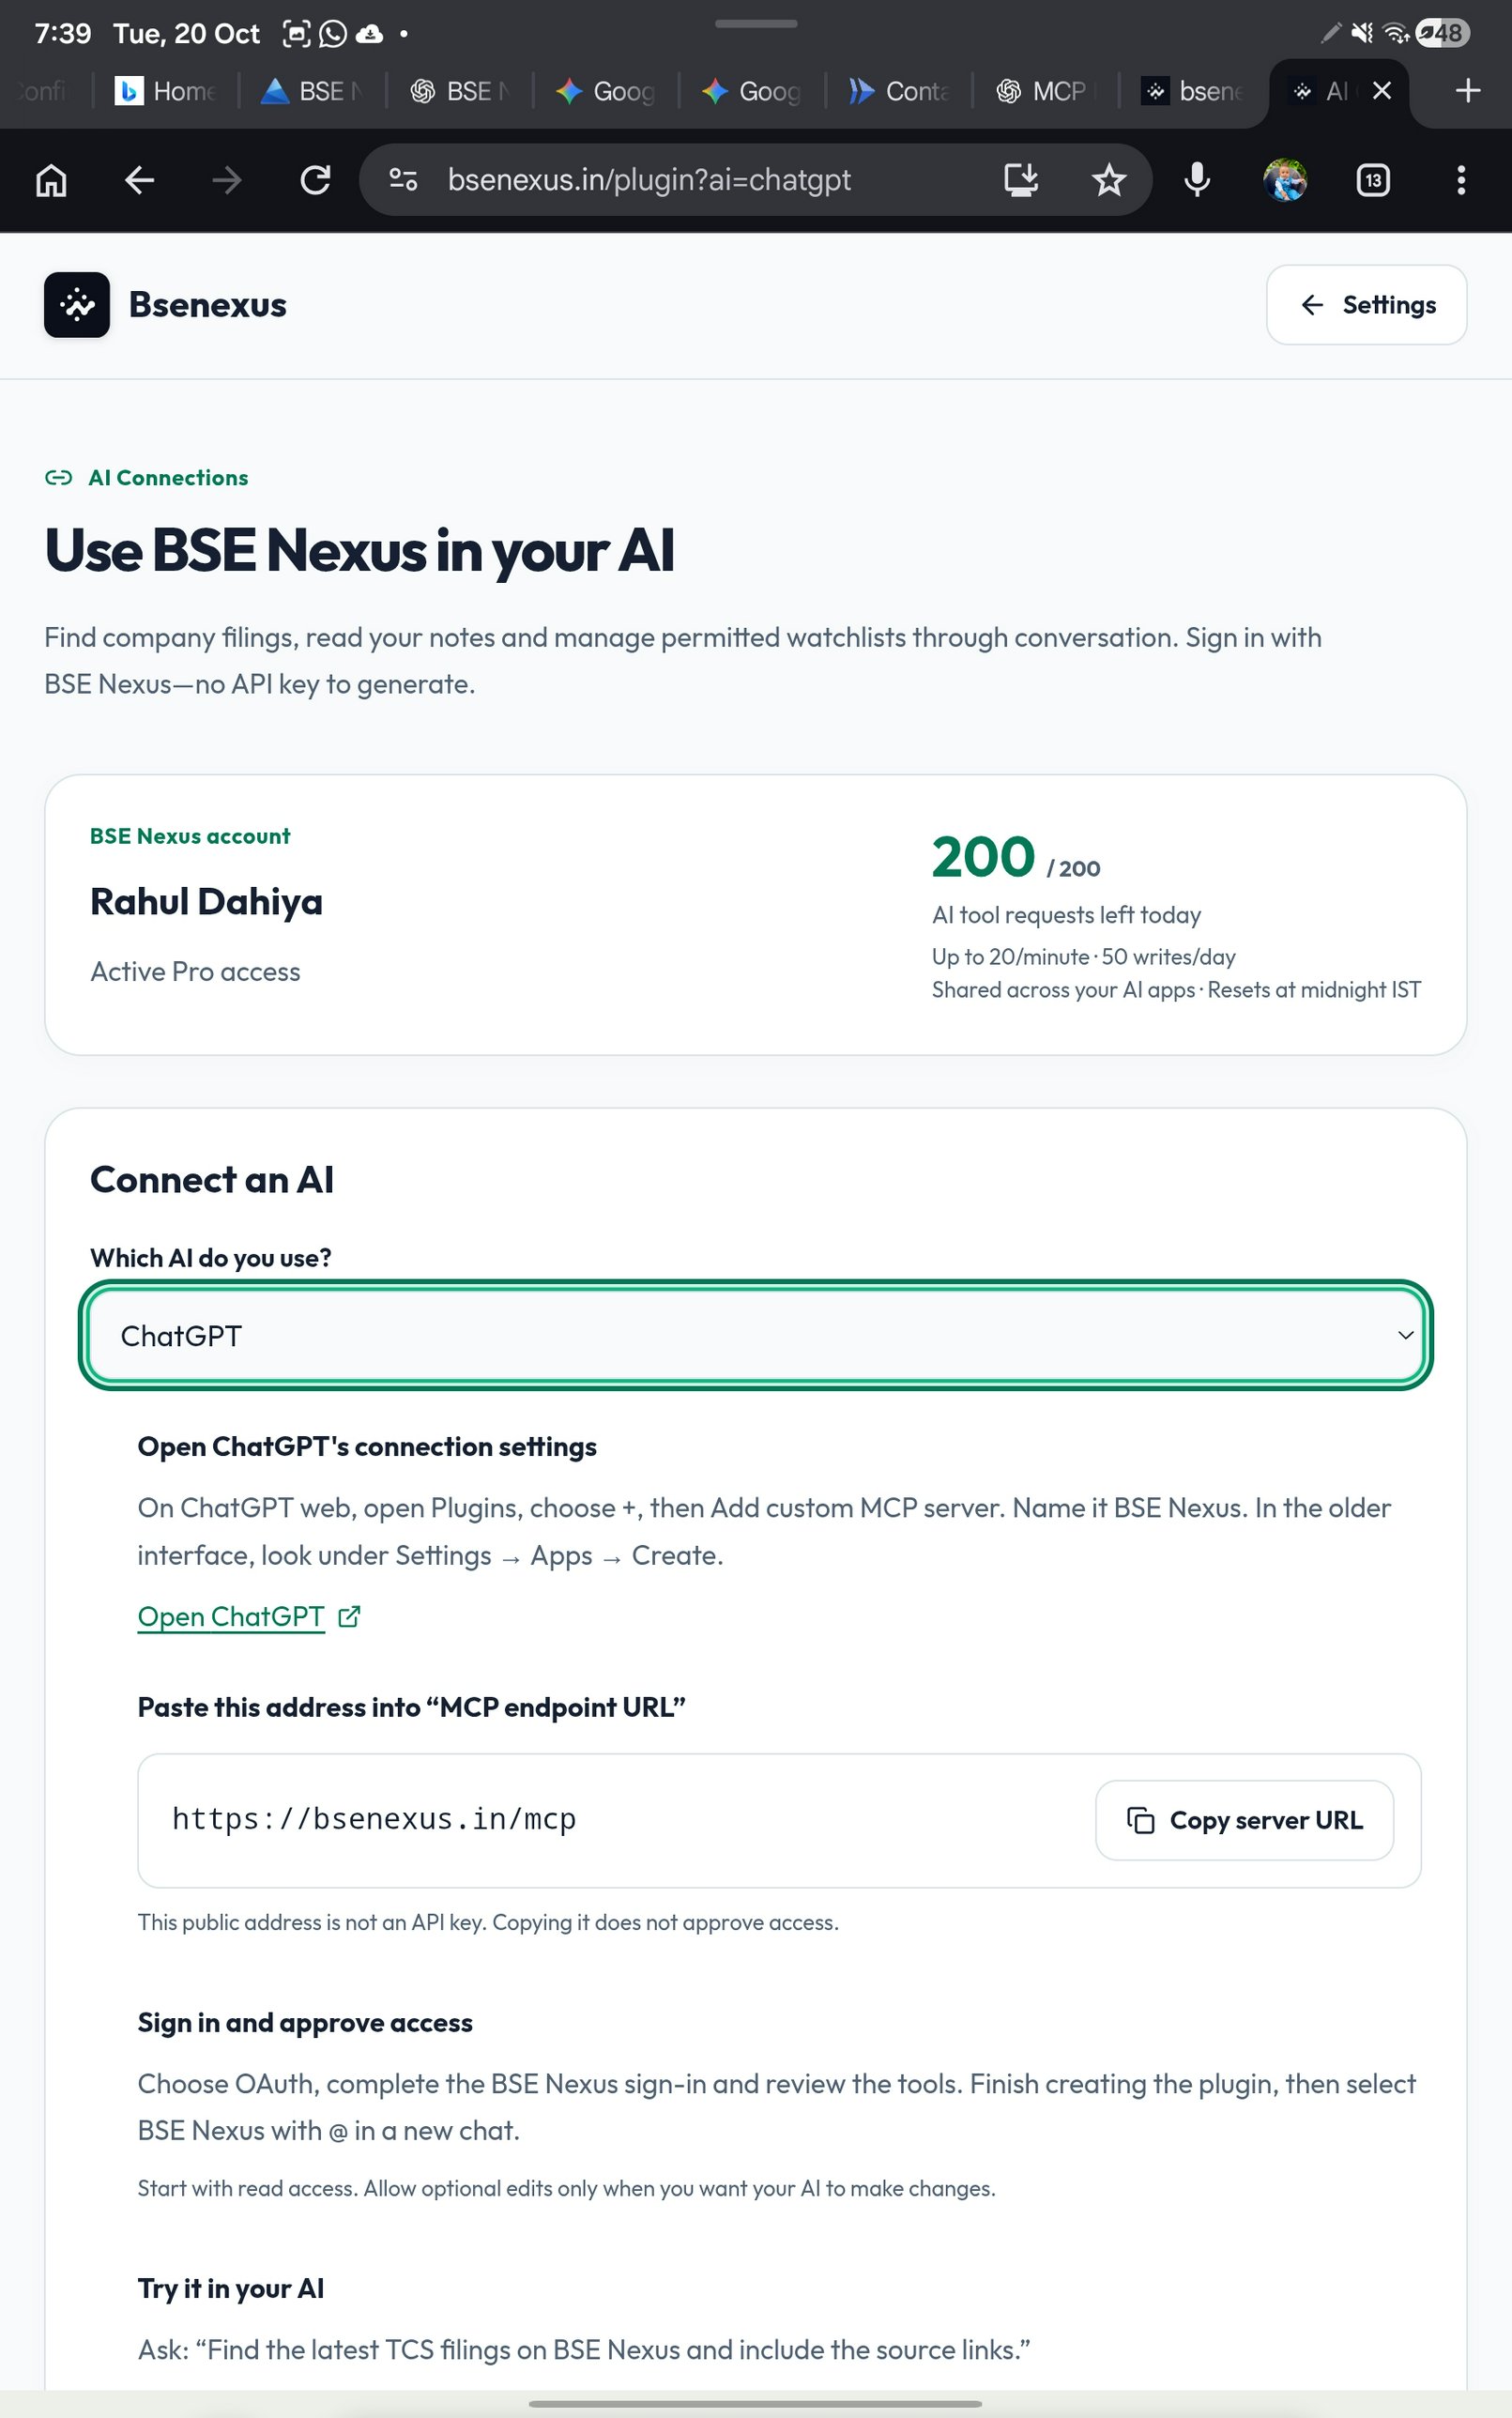 7:39 Tue, 20 Oct
48
Home
BSE
BSE
Goog
Goog
Conta
MCP
bsene
AI
bsenexus.in/plugin?ai=chatgpt
13
Bsenexus
Settings
AI Connections
Use BSE Nexus in your AI
Find company filings, read your notes and manage permitted watchlists through conversation. Sign in with
BSE Nexus—no API key to generate.
BSE Nexus account
Rahul Dahiya
Active Pro access
200 / 200
AI tool requests left today
Up to 20/minute · 50 writes/day
Shared across your AI apps · Resets at midnight IST
Connect an AI
Which AI do you use?
ChatGPT
Open ChatGPT's connection settings
On ChatGPT web, open Plugins, choose +, then Add custom MCP server. Name it BSE Nexus. In the older
interface, look under Settings → Apps → Create.
Open ChatGPT
Paste this address into “MCP endpoint URL”
https://bsenexus.in/mcp
Copy server URL
This public address is not an API key. Copying it does not approve access.
Sign in and approve access
Choose OAuth, complete the BSE Nexus sign-in and review the tools. Finish creating the plugin, then select
BSE Nexus with @ in a new chat.
Start with read access. Allow optional edits only when you want your AI to make changes.
Try it in your AI
Ask: “Find the latest TCS filings on BSE Nexus and include the source links.”